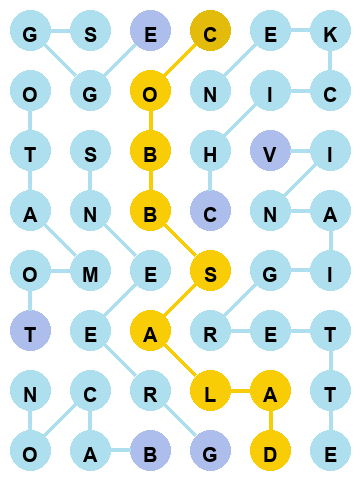 G S E C E K
O G O N I C
T S B H V I
A N B C N A
O M E S G I
T E A R E T
N C R L A T
O A B G D E